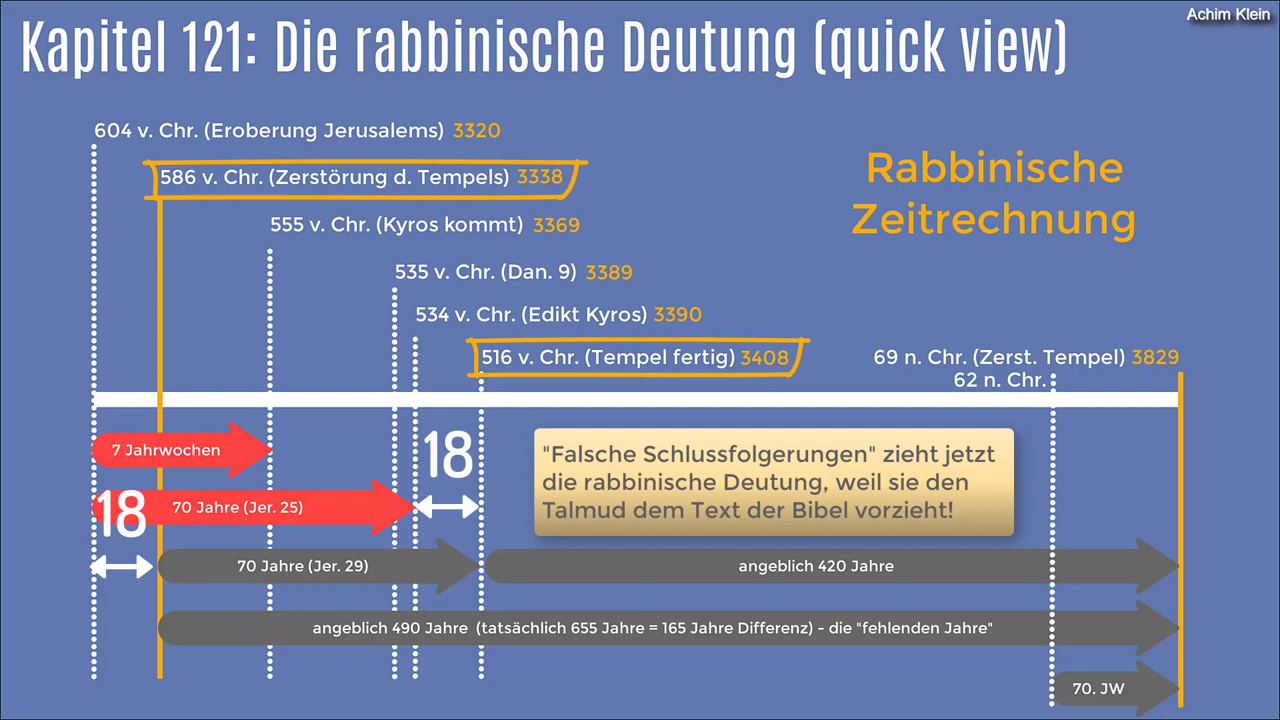 Achim Klein
Kapitel 121: Die rabbinische Deutung (quick view)
604 v. Chr. (Eroberung Jerusalems) 3320
Rabbinische
Zeitrechnung
586 v. Chr. (Zerstörung d. Tempels) 3338
555 v. Chr. (Kyros kommt) 3369
535 v. Chr. (Dan. 9) 3389
534 v. Chr. (Edikt Kyros) 3390
516 v. Chr. (Tempel fertig) 3408
69 n. Chr. (Zerst. Tempel) 3829
62 n. Chr.
7 Jahrwochen
18
"Falsche Schlussfolgerungen" zieht jetzt
die rabbinische Deutung, weil sie den
Talmud dem Text der Bibel vorzieht!
18
70 Jahre (Jer. 25)
70 Jahre (Jer. 29)
angeblich 420 Jahre
angeblich 490 Jahre (tatsächlich 655 Jahre = 165 Jahre Differenz) - die "fehlenden Jahre"
70. JW